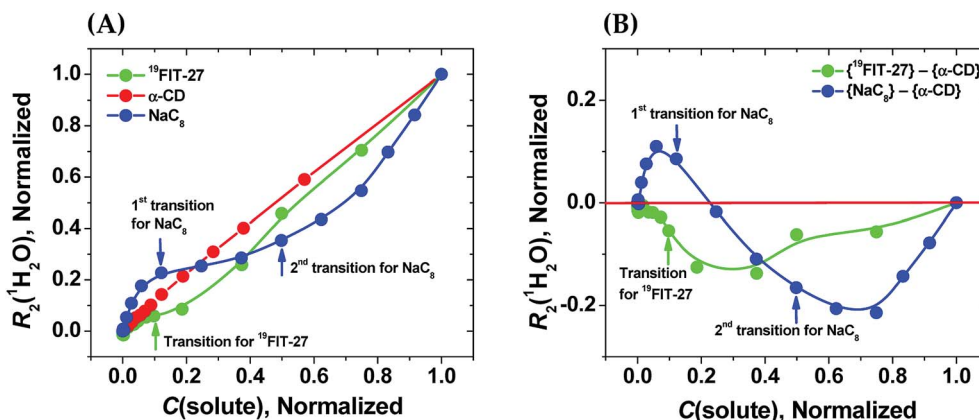 (A)
R₂(¹H₂O), Normalized
1.0
0.8
0.6
0.4
0.2
0.0
¹⁹FIT-27
α-CD
NaC₈
1ˢᵗ transition
for NaC₈
2ⁿᵈ transition for NaC₈
Transition for ¹⁹FIT-27
0.0 0.2 0.4 0.6 0.8 1.0
C(solute), Normalized
(B)
R₂(¹H₂O), Normalized
0.2
0.0
-0.2
{¹⁹FIT-27} – {α-CD}
{NaC₈} – {α-CD}
1ˢᵗ transition for NaC₈
Transition
for ¹⁹FIT-27
2ⁿᵈ transition for NaC₈
0.0 0.2 0.4 0.6 0.8 1.0
C(solute), Normalized